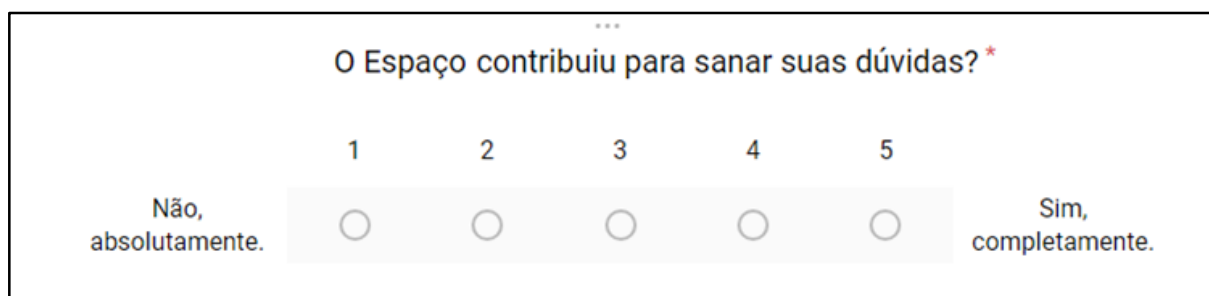 O Espaço contribuiu para sanar suas dúvidas? *
1 2 3 4 5
Não,
absolutamente.
Sim,
completamente.